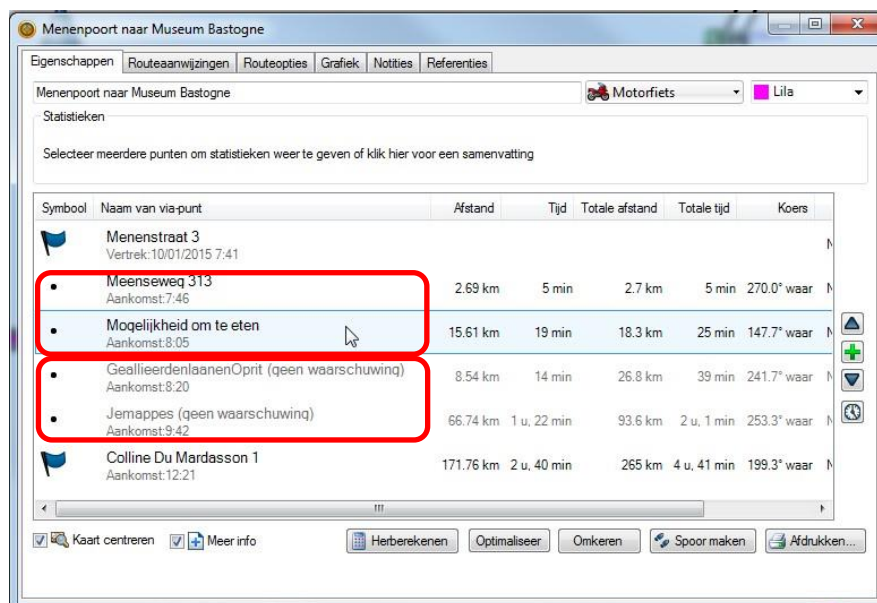 Menenpoort naar Museum Bastogne
Eigenschappen Routeaanwijzingen Routeopties Grafiek Notities Referenties
Menenpoort naar Museum Bastogne Motorfiets Lila
Statistieken
Selecteer meerdere punten om statistieken weer te geven of klik hier voor een samenvatting
Symbool Naam van via-punt Afstand Tijd Totale afstand Totale tijd Koers
Menenstraat 3
Vertrek:10/01/2015 7:41
Meenseweg 313 2.69 km 5 min 2.7 km 5 min 270.0° waar
Aankomst:7:46
Mogelijkheid om te eten 15.61 km 19 min 18.3 km 25 min 147.7° waar
Aankomst:8:05
GeallieerdenlaanenOprit (geen waarschuwing) 8.54 km 14 min 26.8 km 39 min 241.7° waar
Aankomst:8:20
Jemappes (geen waarschuwing) 66.74 km 1 u, 22 min 93.6 km 2 u, 1 min 253.3° waar
Aankomst:9:42
Colline Du Mardasson 1 171.76 km 2 u, 40 min 265 km 4 u, 41 min 199.3° waar
Aankomst:12:21
Kaart centreren Meer info Herberekenen Optimaliseer Omkeren Spoor maken Afdrukken...